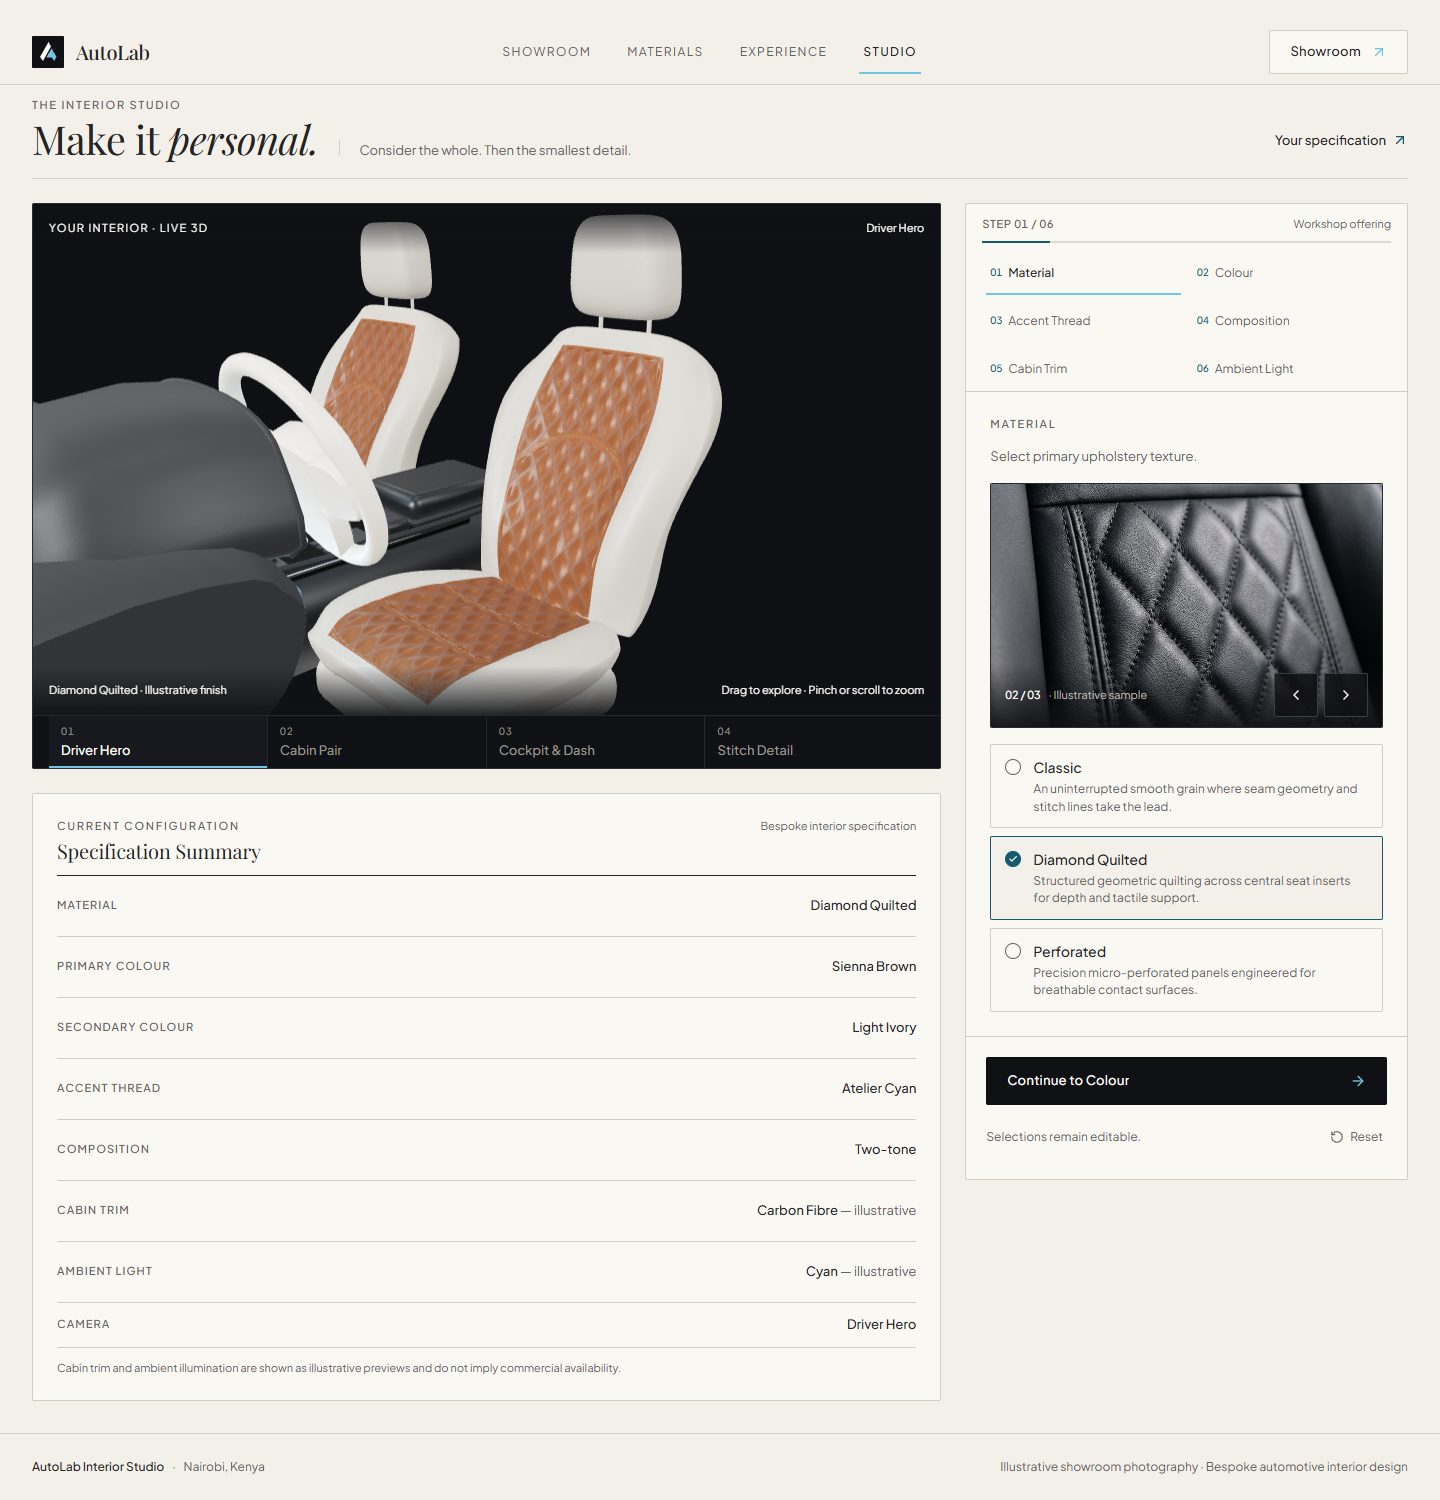 AutoLab
SHOWROOM
MATERIALS
EXPERIENCE
STUDIO
Showroom
THE INTERIOR STUDIO
Make it personal.
Consider the whole. Then the smallest detail.
Your specification
YOUR INTERIOR · LIVE 3D
Driver Hero
Diamond Quilted · Illustrative finish
Drag to explore · Pinch or scroll to zoom
01
Driver Hero
02
Cabin Pair
03
Cockpit & Dash
04
Stitch Detail
STEP 01 / 06
Workshop offering
01 Material
02 Colour
03 Accent Thread
04 Composition
05 Cabin Trim
06 Ambient Light
MATERIAL
Select primary upholstery texture.
02 / 03 · Illustrative sample
Classic
An uninterrupted smooth grain where seam geometry and
stitch lines take the lead.
Diamond Quilted
Structured geometric quilting across central seat inserts
for depth and tactile support.
Perforated
Precision micro-perforated panels engineered for
breathable contact surfaces.
Continue to Colour
Selections remain editable.
Reset
CURRENT CONFIGURATION
Bespoke interior specification
Specification Summary
MATERIAL
Diamond Quilted
PRIMARY COLOUR
Sienna Brown
SECONDARY COLOUR
Light Ivory
ACCENT THREAD
Atelier Cyan
COMPOSITION
Two-tone
CABIN TRIM
Carbon Fibre — illustrative
AMBIENT LIGHT
Cyan — illustrative
CAMERA
Driver Hero
Cabin trim and ambient illumination are shown as illustrative previews and do not imply commercial availability.
AutoLab Interior Studio · Nairobi, Kenya
Illustrative showroom photography · Bespoke automotive interior design